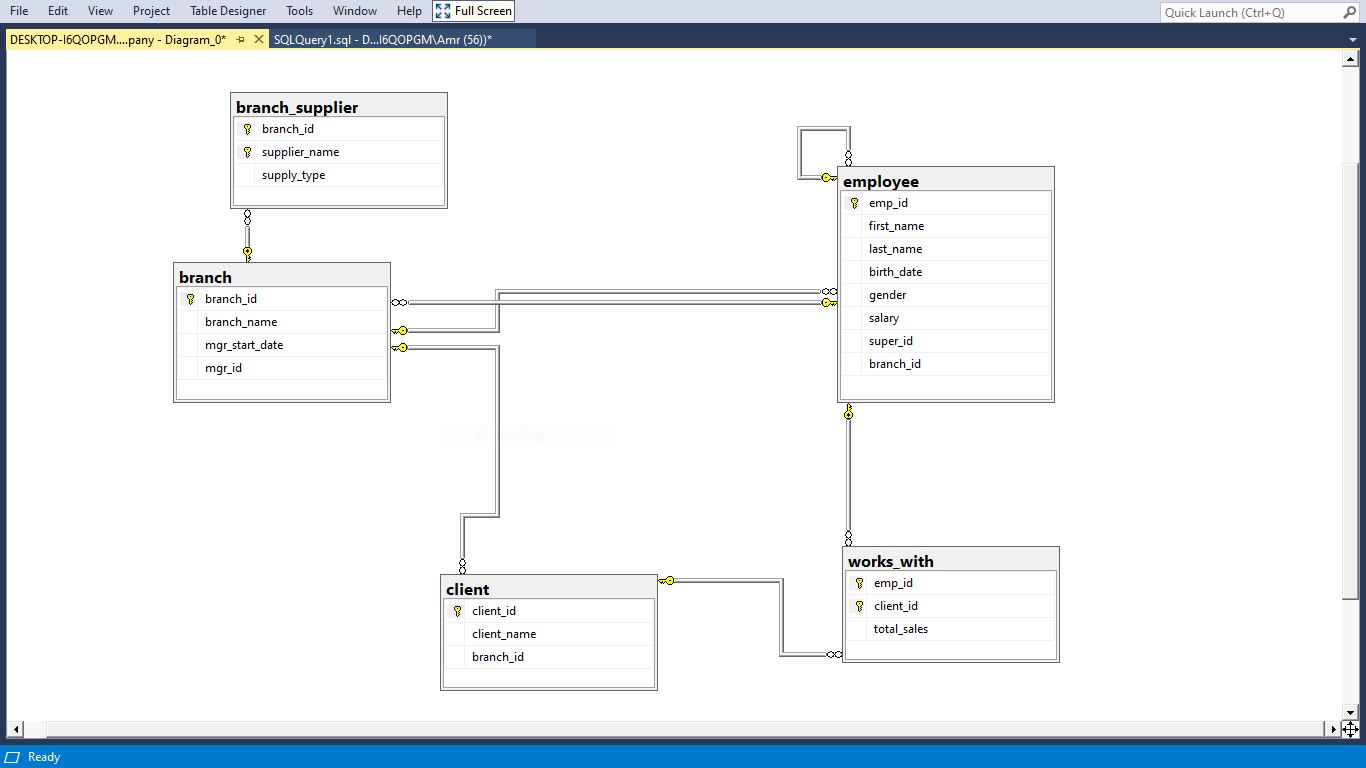 File Edit View Project Table Designer Tools Window Help Full Screen
Quick Launch (Ctrl+Q)
DESKTOP-I6QOPGM....pany - Diagram_0*
SQLQuery1.sql - D...I6QOPGM\Amr (56))*
branch_supplier
branch_id
supplier_name
supply_type
employee
emp_id
first_name
last_name
birth_date
gender
salary
super_id
branch_id
branch
branch_id
branch_name
mgr_start_date
mgr_id
Window Snip
client
client_id
client_name
branch_id
works_with
emp_id
client_id
total_sales
Ready